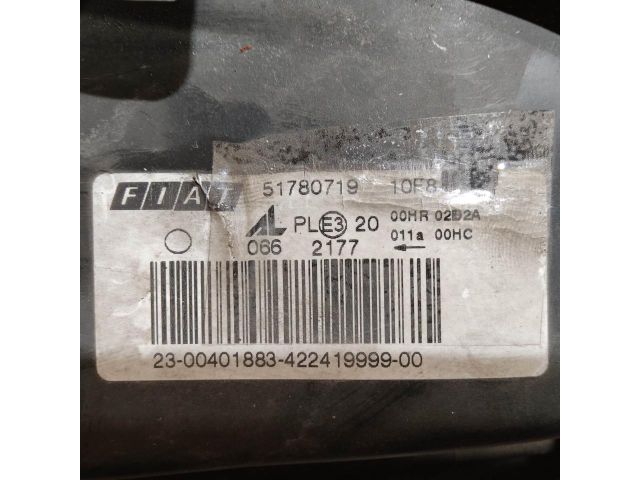 FIAT 51780719 10F8
AL PL E3 20 00HR 02D2A
066 2177 011a 00HC
23-00401883-422419999-00